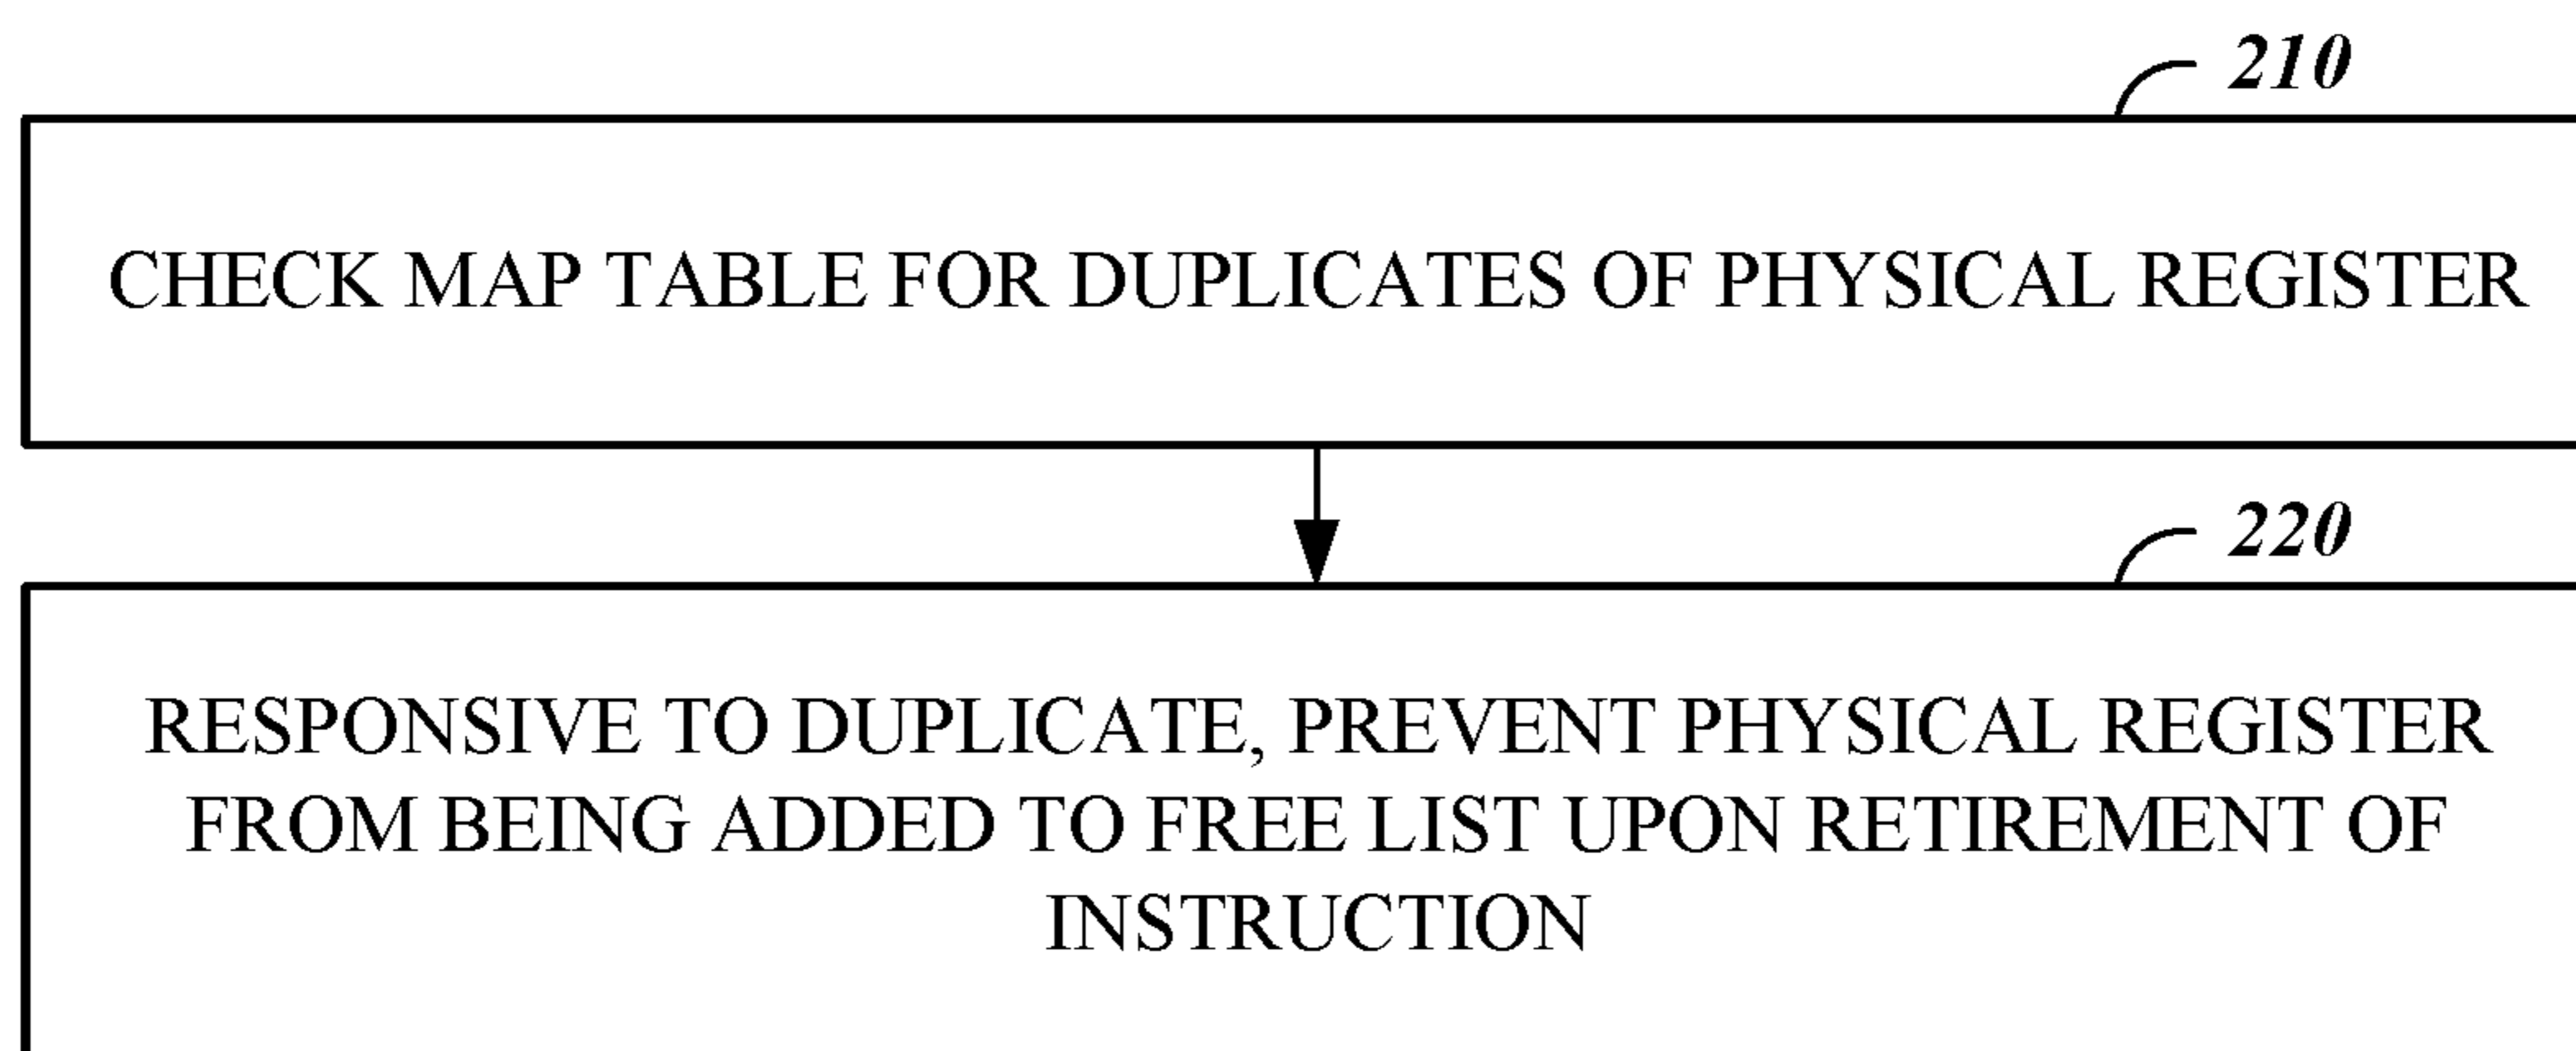 210
CHECK MAP TABLE FOR DUPLICATES OF PHYSICAL REGISTER
220
RESPONSIVE TO DUPLICATE, PREVENT PHYSICAL REGISTER
FROM BEING ADDED TO FREE LIST UPON RETIREMENT OF
INSTRUCTION